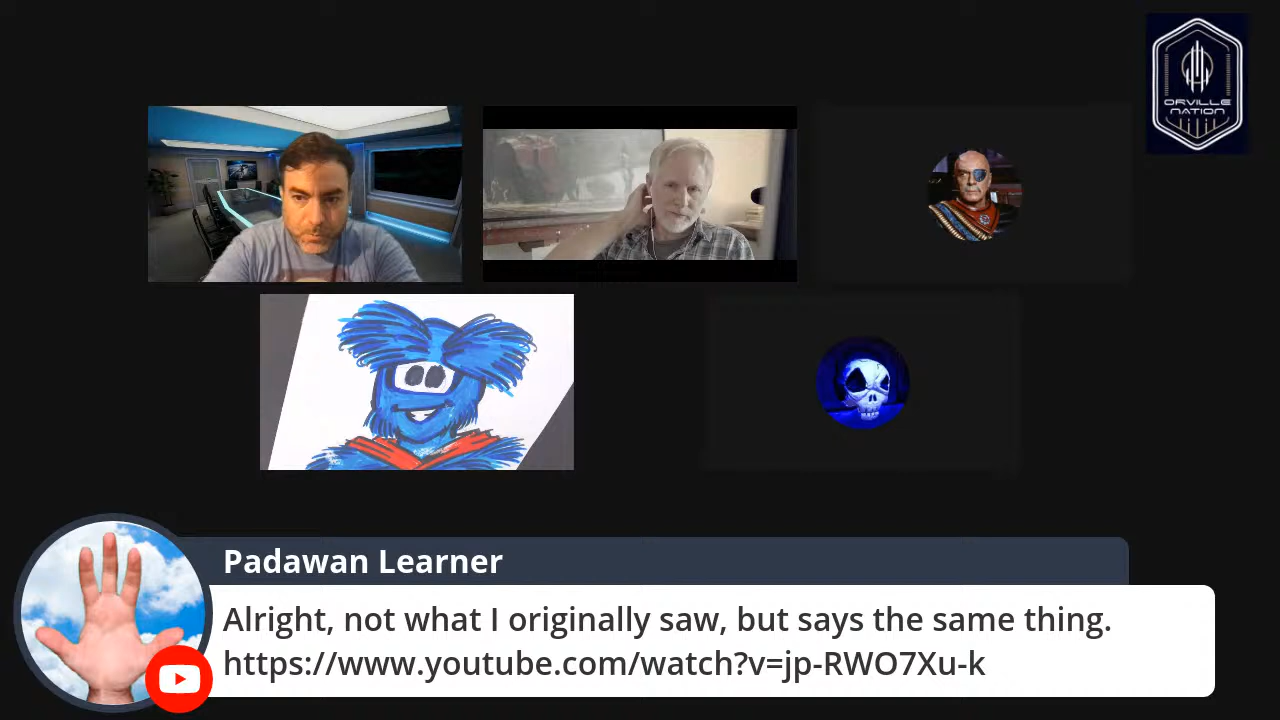 ORVILLE
NATION
Padawan Learner
Alright, not what I originally saw, but says the same thing.
https://www.youtube.com/watch?v=jp-RWO7Xu-k